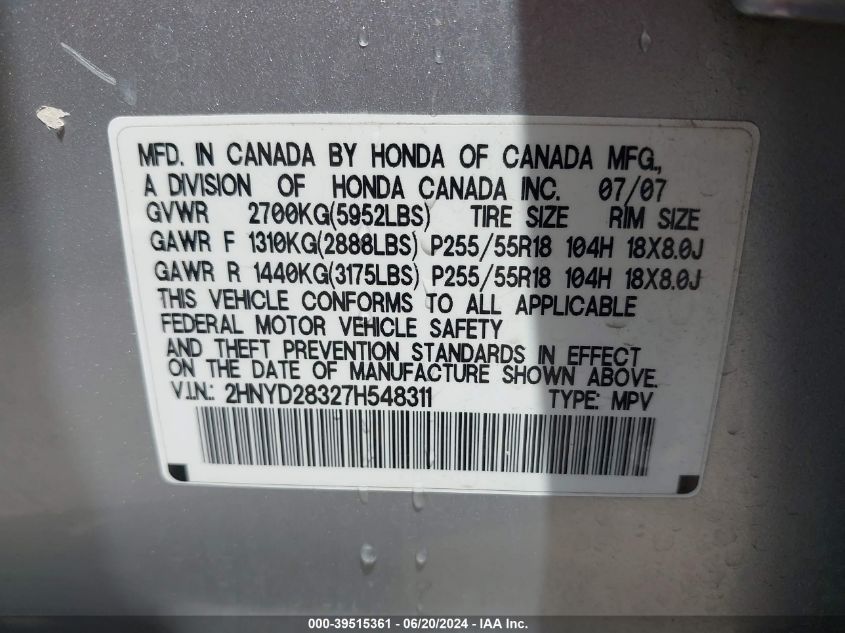 MFD. IN CANADA BY HONDA OF CANADA MFG.,
A DIVISION OF HONDA CANADA INC. 07/07
GVWR 2700KG(5952LBS) TIRE SIZE RIM SIZE
GAWR F 1310KG(2888LBS) P255/55R18 104H 18X8.0J
GAWR R 1440KG(3175LBS) P255/55R18 104H 18X8.0J
THIS VEHICLE CONFORMS TO ALL APPLICABLE
FEDERAL MOTOR VEHICLE SAFETY
AND THEFT PREVENTION STANDARDS IN EFFECT
ON THE DATE OF MANUFACTURE SHOWN ABOVE.
V.I.N.: 2HNYD28327H548311 TYPE: MPV
000-39515361 - 06/20/2024 - IAA Inc.